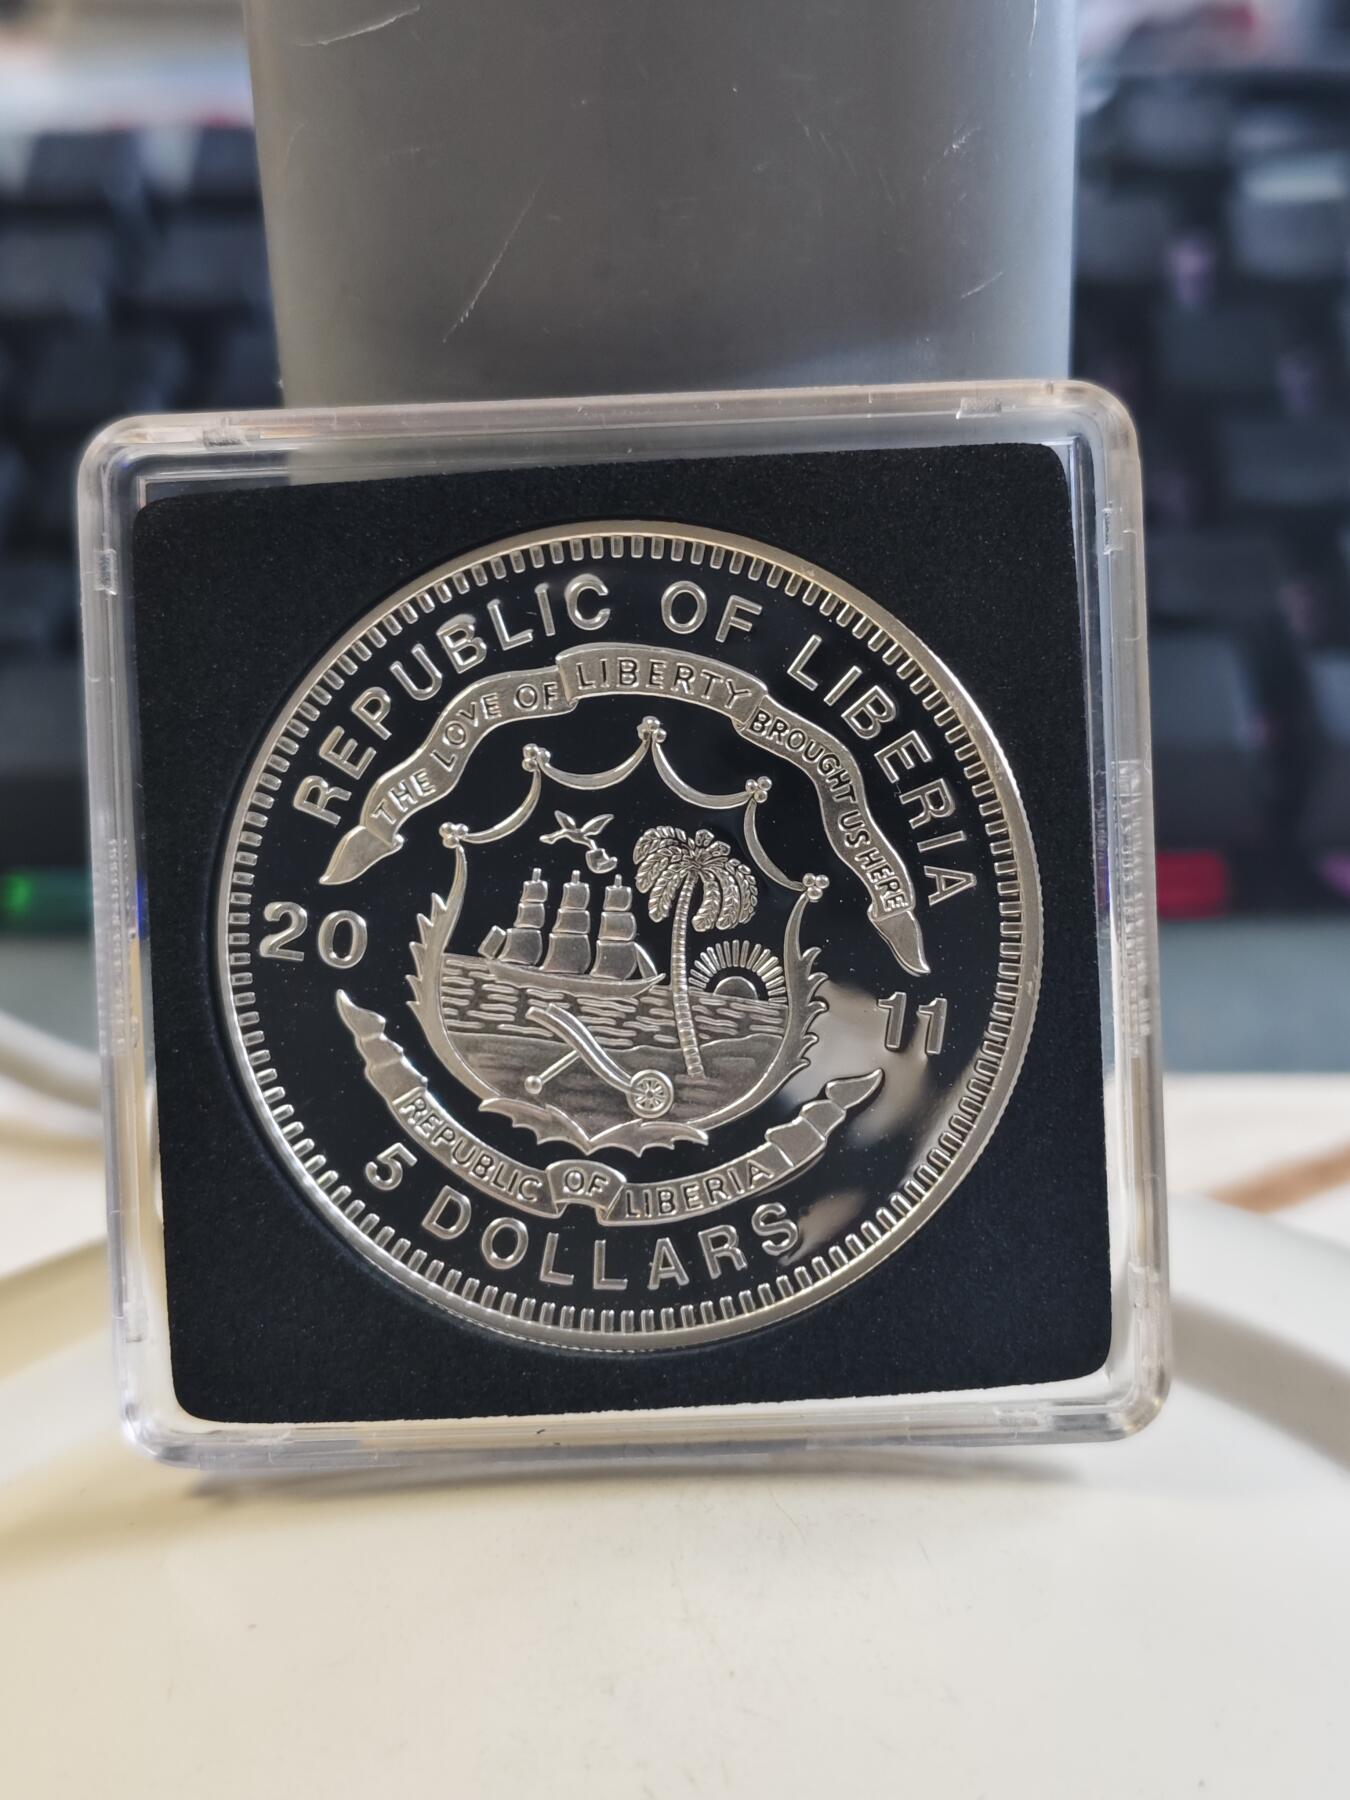 REPUBLIC OF LIBERIA
THE LOVE OF LIBERTY BROUGHT US HERE
20 11
REPUBLIC OF LIBERIA
5 DOLLARS